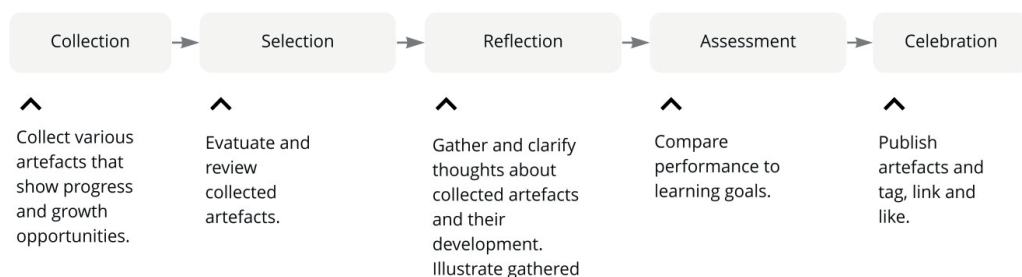 Collection
Selection
Reflection
Assessment
Celebration
Collect various
artefacts that
show progress
and growth
opportunities.
Evatuate and
review
collected
artefacts.
Gather and clarify
thoughts about
collected artefacts
and their
development.
Illustrate gathered
Compare
performance to
learning goals.
Publish
artefacts and
tag, link and
like.